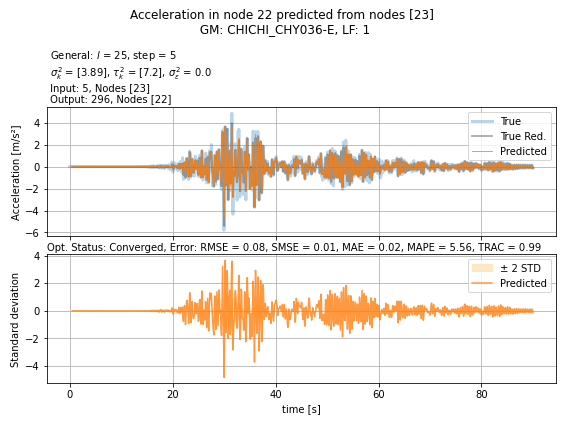 Acceleration in node 22 predicted from nodes [23]
GM: CHICHI_CHY036-E, LF: 1
General: l = 25, step = 5
σ²ₖ = [3.89], τ²ₖ = [7.2], σ²ε = 0.0
Input: 5, Nodes [23]
Output: 296, Nodes [22]
Acceleration [m/s²]
4
2
0
−2
−4
−6
True
True Red.
Predicted
Opt. Status: Converged, Error: RMSE = 0.08, SMSE = 0.01, MAE = 0.02, MAPE = 5.56, TRAC = 0.99
Standard deviation
4
2
0
−2
−4
± 2 STD
Predicted
0 20 40 60 80
time [s]